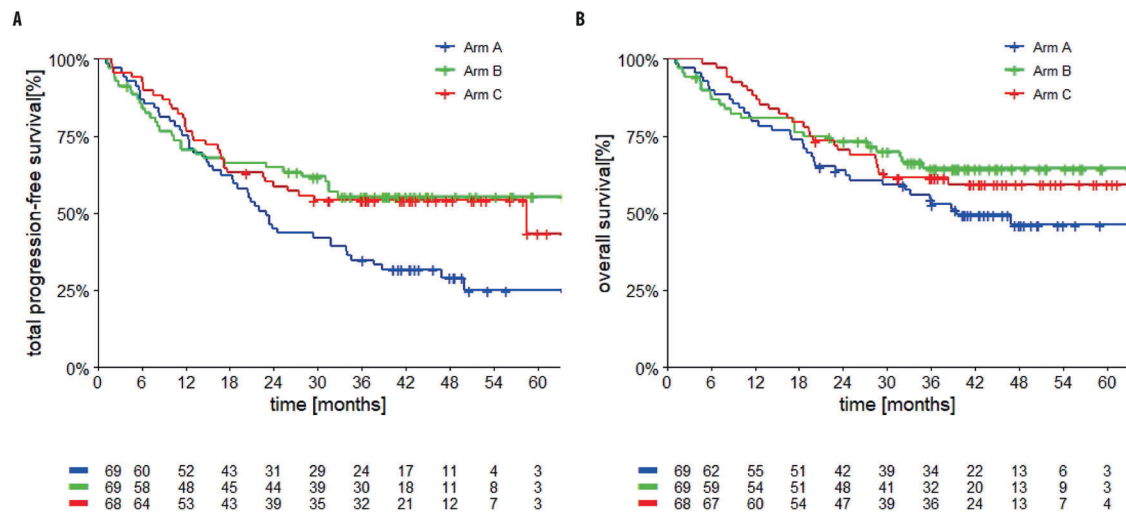 A
total progression-free survival[%]
100%
75%
50%
25%
0%
Arm A
Arm B
Arm C
0 6 12 18 24 30 36 42 48 54 60
time [months]
69 60 52 43 31 29 24 17 11 4 3
69 58 48 45 44 39 30 18 11 8 3
68 64 53 43 39 35 32 21 12 7 3
B
overall survival[%]
100%
75%
50%
25%
0%
Arm A
Arm B
Arm C
0 6 12 18 24 30 36 42 48 54 60
time [months]
69 62 55 51 42 39 34 22 13 6 3
69 59 54 51 48 41 32 20 13 9 3
68 67 60 54 47 39 36 24 13 7 4